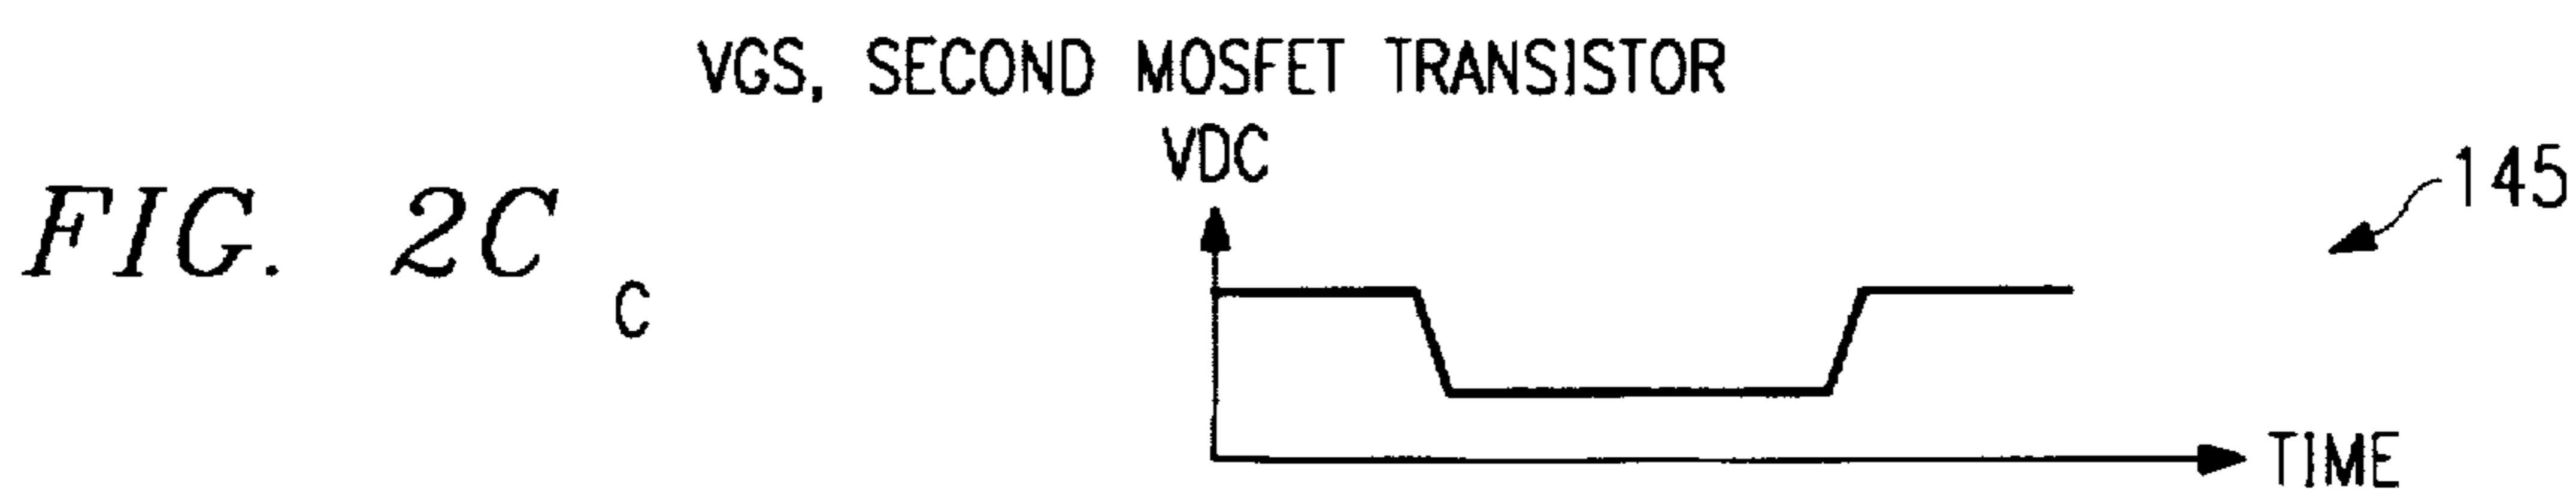 VGS, SECOND MOSFET TRANSISTOR
VDC
145
FIG. 2C
C
TIME